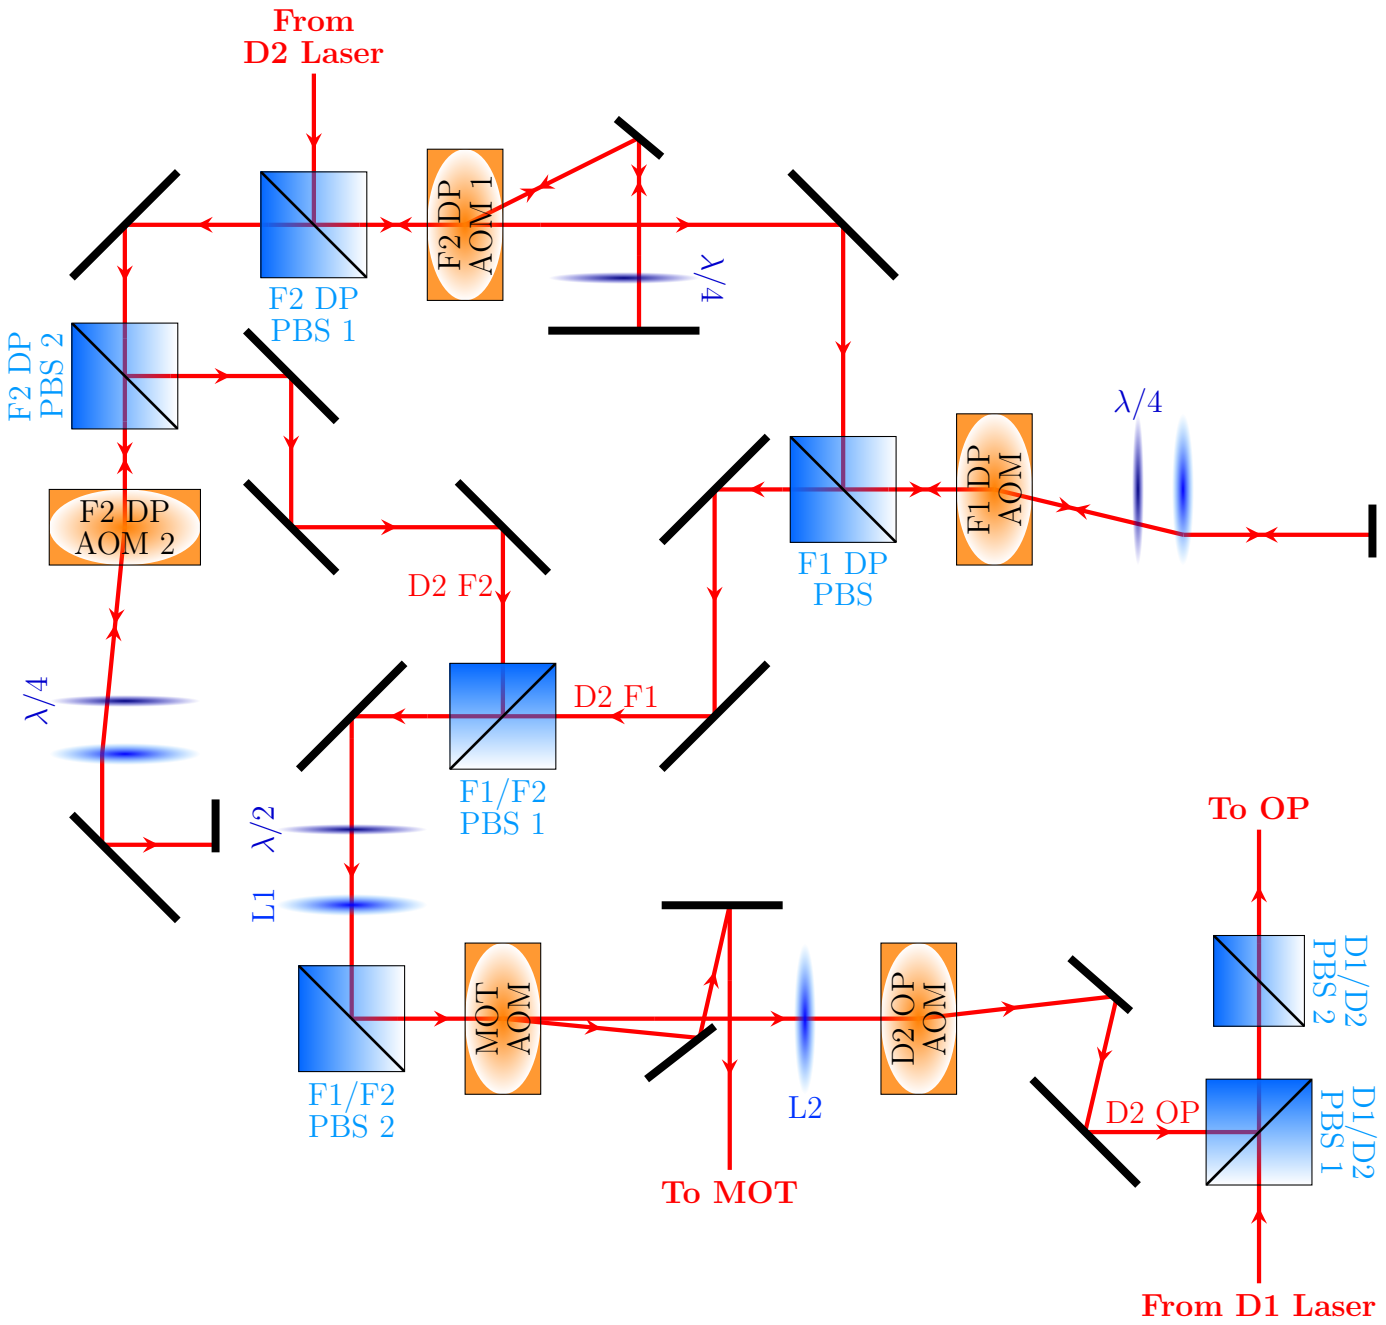 From
D2 Laser
F2 DP
AOM 1
λ/4
F2 DP
PBS 1
F2 DP
PBS 2
λ/4
F1 DP
AOM
F2 DP
AOM 2
F1 DP
PBS
D2 F2
λ/4
D2 F1
F1/F2
PBS 1
λ/2
To OP
L1
D1/D2
PBS 2
MOT
AOM
D2 OP
AOM
F1/F2
PBS 2
L2
D2 OP
D1/D2
PBS 1
To MOT
From D1 Laser